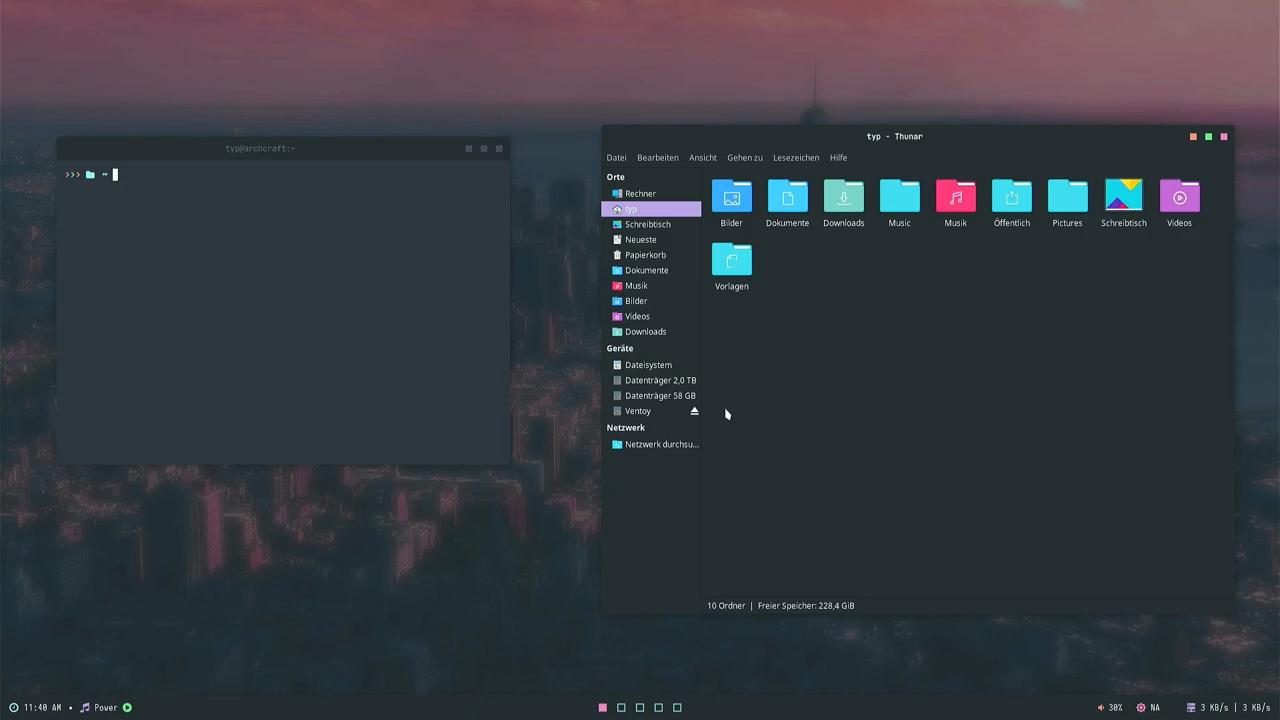 typ@archcraft:~
>>> ~
typ - Thunar
Datei Bearbeiten Ansicht Gehen zu Lesezeichen Hilfe
Orte
Rechner
typ
Schreibtisch
Neueste
Papierkorb
Dokumente
Musik
Bilder
Videos
Downloads
Geräte
Dateisystem
Datenträger 2,0 TB
Datenträger 58 GB
Ventoy
Netzwerk
Netzwerk durchsu...
Bilder Dokumente Downloads Music Musik Öffentlich Pictures Schreibtisch Videos
Vorlagen
10 Ordner | Freier Speicher: 228,4 GiB
11:40 AM • Power 30% NA 3 KB/s | 3 KB/s